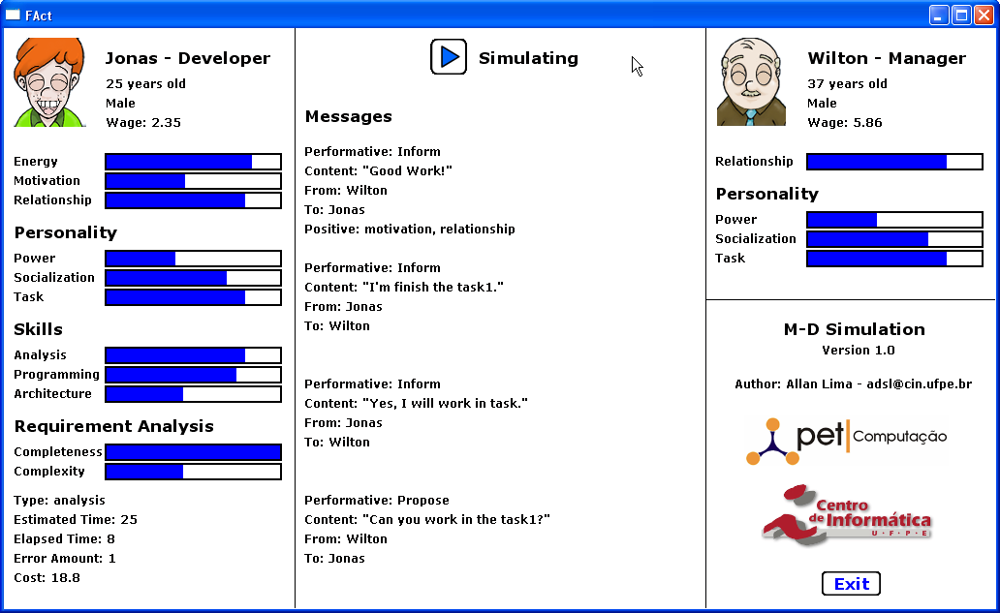 FAct
Jonas - Developer
25 years old
Male
Wage: 2.35
Energy
Motivation
Relationship
Personality
Power
Socialization
Task
Skills
Analysis
Programming
Architecture
Requirement Analysis
Completeness
Complexity
Type: analysis
Estimated Time: 25
Elapsed Time: 8
Error Amount: 1
Cost: 18.8
Simulating
Messages
Performative: Inform
Content: "Good Work!"
From: Wilton
To: Jonas
Positive: motivation, relationship
Performative: Inform
Content: "I'm finish the task1."
From: Jonas
To: Wilton
Performative: Inform
Content: "Yes, I will work in task."
From: Jonas
To: Wilton
Performative: Propose
Content: "Can you work in the task1?"
From: Wilton
To: Jonas
Wilton - Manager
37 years old
Male
Wage: 5.86
Relationship
Personality
Power
Socialization
Task
M-D Simulation
Version 1.0
Author: Allan Lima - adsl@cin.ufpe.br
pet Computação
Centro
de Informática
U·F·P·E
Exit